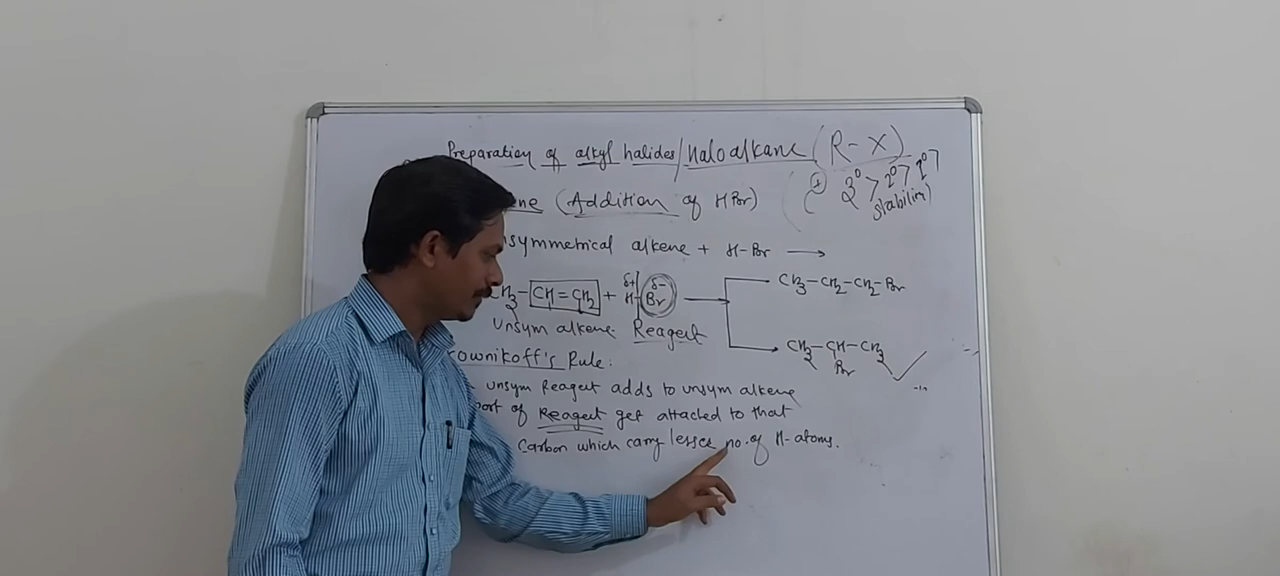 Preparation of alkyl halides/Haloalkane (R-X)
ne (Addition of HBr)
(+) 3° > 2° > 1°
stability
nsymmetrical alkene + H-Br ⟶
CH3-CH=CH2 + δ+ H-Br δ- ⟶
CH3-CH2-CH2-Br
Unsym alkene. Reagent
CH3-CH-CH3
Br
rownikoff's Rule:
unsym Reagent adds to unsym alkene
part of Reagent get attached to that
Carbon which carry lesser no. of H-atoms.